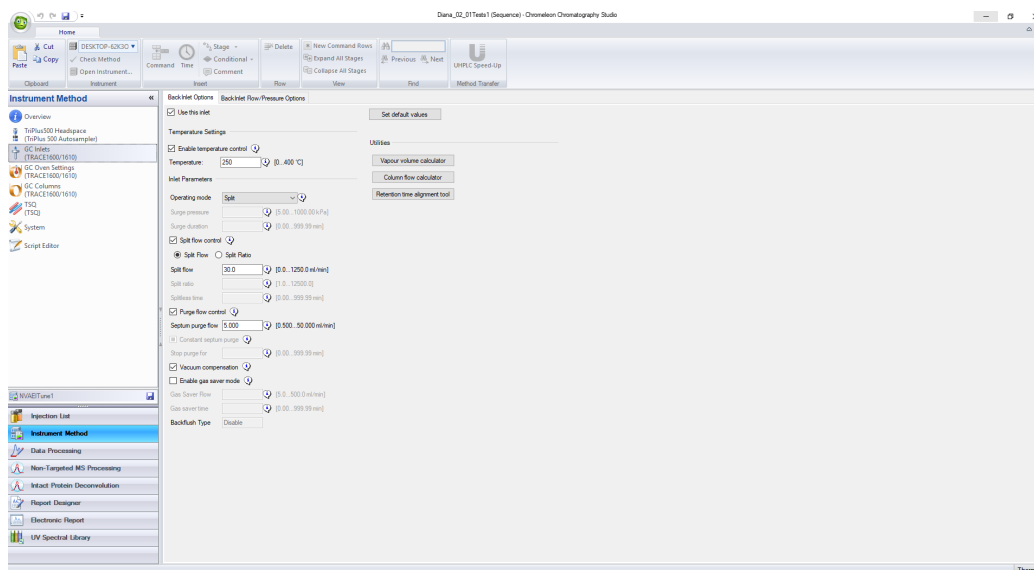 Diana_02_01Tests1 (Sequence) - Chromeleon Chromatography Studio
Home
Paste
Cut
Copy
Clipboard
DESKTOP-62K3O
Check Method
Open Instrument...
Instrument
Command
Time
Stage
Conditional
Comment
Insert
Delete
Row
New Command Rows
Expand All Stages
Collapse All Stages
View
Previous
Next
Find
UHPLC Speed-Up
Method Transfer
Instrument Method
Overview
TriPlus500 Headspace
(TriPlus 500 Autosampler)
GC Inlets
(TRACE1600/1610)
GC Oven Settings
(TRACE1600/1610)
GC Columns
(TRACE1600/1610)
TSQ
(TSQ)
System
Script Editor
NVAEITune1
Injection List
Instrument Method
Data Processing
Non-Targeted MS Processing
Intact Protein Deconvolution
Report Designer
Electronic Report
UV Spectral Library
Back Inlet Options Back Inlet Flow/Pressure Options
Use this inlet
Temperature Settings
Enable temperature control
Temperature: 250 [0...400 °C]
Inlet Parameters
Operating mode Split
Surge pressure [5.00...1000.00 kPa]
Surge duration [0.00...999.99 min]
Split flow control
Split Flow Split Ratio
Split flow 30.0 [0.0...1250.0 ml/min]
Split ratio [1.0...12500.0]
Splitless time [0.00...999.99 min]
Purge flow control
Septum purge flow 5.000 [0.500...50.000 ml/min]
Constant septum purge
Stop purge for [0.00...999.99 min]
Vacuum compensation
Enable gas saver mode
Gas Saver Flow [5.0...500.0 ml/min]
Gas saver time [0.00...999.99 min]
Backflush Type Disable
Set default values
Utilities
Vapour volume calculator
Column flow calculator
Retention time alignment tool